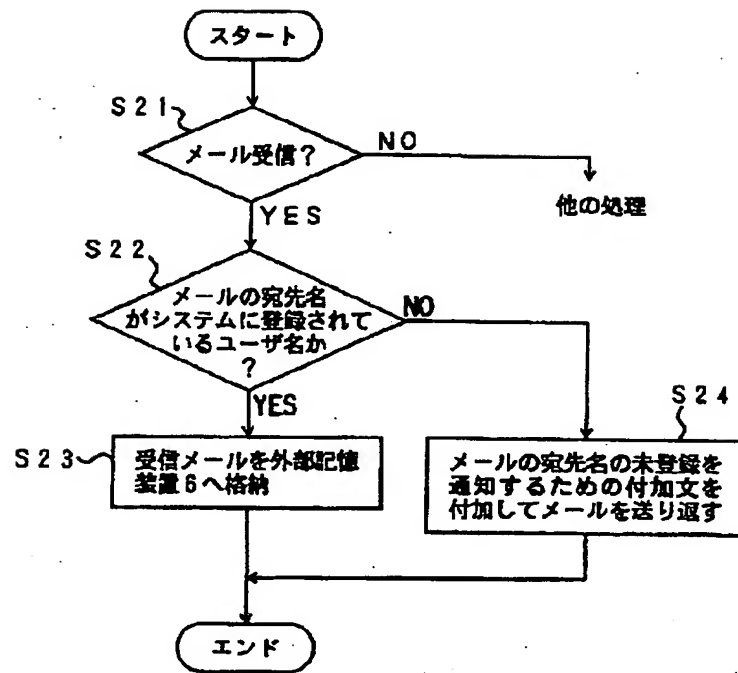 スタート
S21
メール受信?
NO
他の処理
YES
S22
メールの宛先名
がシステムに登録されて
いるユーザ名か
?
NO
YES
S23
受信メールを外部記憶
装置6へ格納
S24
メールの宛先名の未登録を
通知するための付加文を
付加してメールを送り返す
エンド